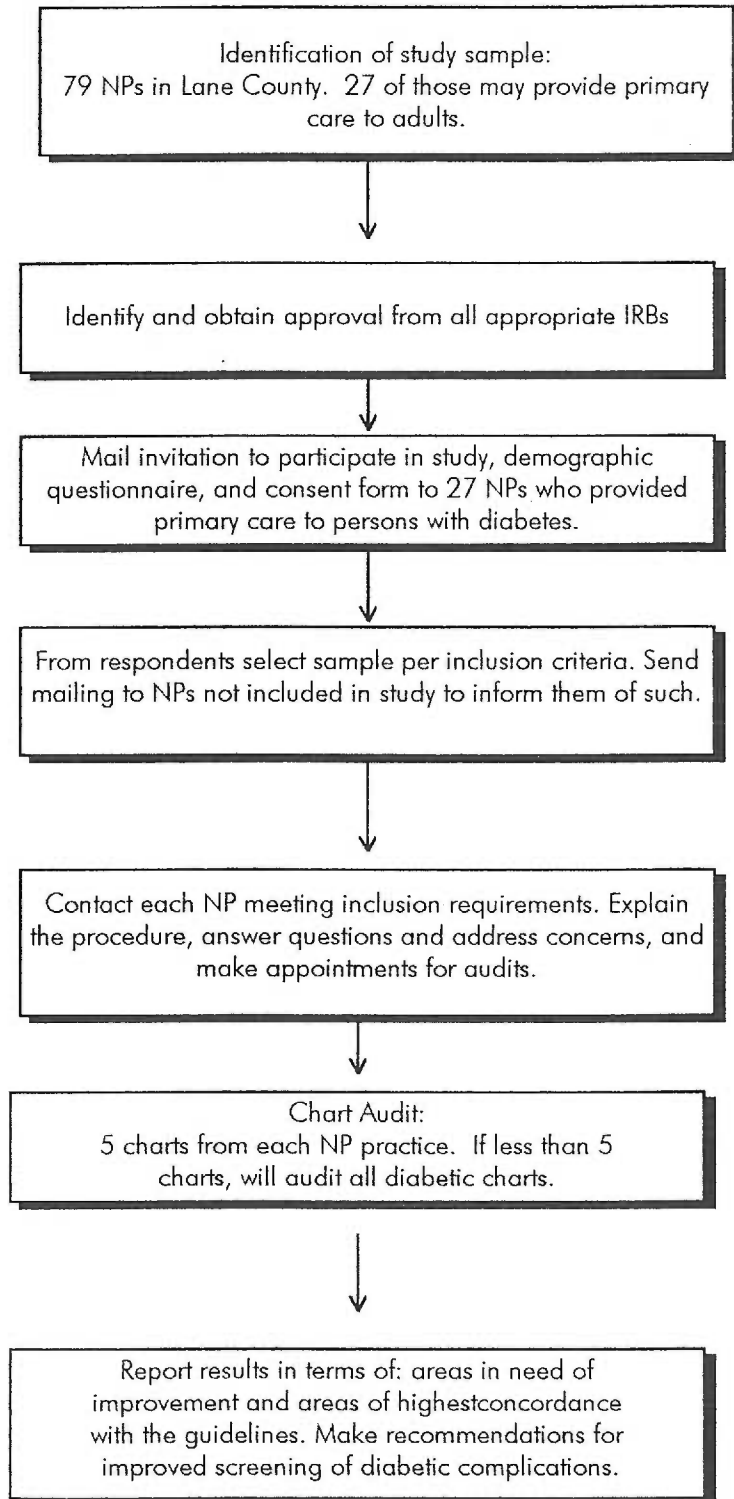 Identification of study sample:
79 NPs in Lane County. 27 of those may provide primary
care to adults.
Identify and obtain approval from all appropriate IRBs
Mail invitation to participate in study, demographic
questionnaire, and consent form to 27 NPs who provided
primary care to persons with diabetes.
From respondents select sample per inclusion criteria. Send
mailing to NPs not included in study to inform them of such.
Contact each NP meeting inclusion requirements. Explain
the procedure, answer questions and address concerns, and
make appointments for audits.
Chart Audit:
5 charts from each NP practice. If less than 5
charts, will audit all diabetic charts.
Report results in terms of: areas in need of
improvement and areas of highestconcordance
with the guidelines. Make recommendations for
improved screening of diabetic complications.